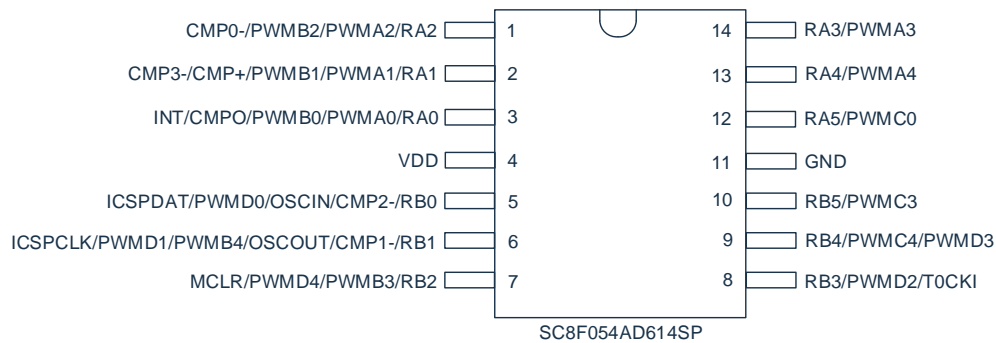 CMP0-/PWMB2/PWMA2/RA2 1 14 RA3/PWMA3
CMP3-/CMP+/PWMB1/PWMA1/RA1 2 13 RA4/PWMA4
INT/CMPO/PWMB0/PWMA0/RA0 3 12 RA5/PWMC0
VDD 4 11 GND
ICSPDAT/PWMD0/OSCIN/CMP2-/RB0 5 10 RB5/PWMC3
ICSPCLK/PWMD1/PWMB4/OSCOUT/CMP1-/RB1 6 9 RB4/PWMC4/PWMD3
MCLR/PWMD4/PWMB3/RB2 7 8 RB3/PWMD2/T0CKI
SC8F054AD614SP